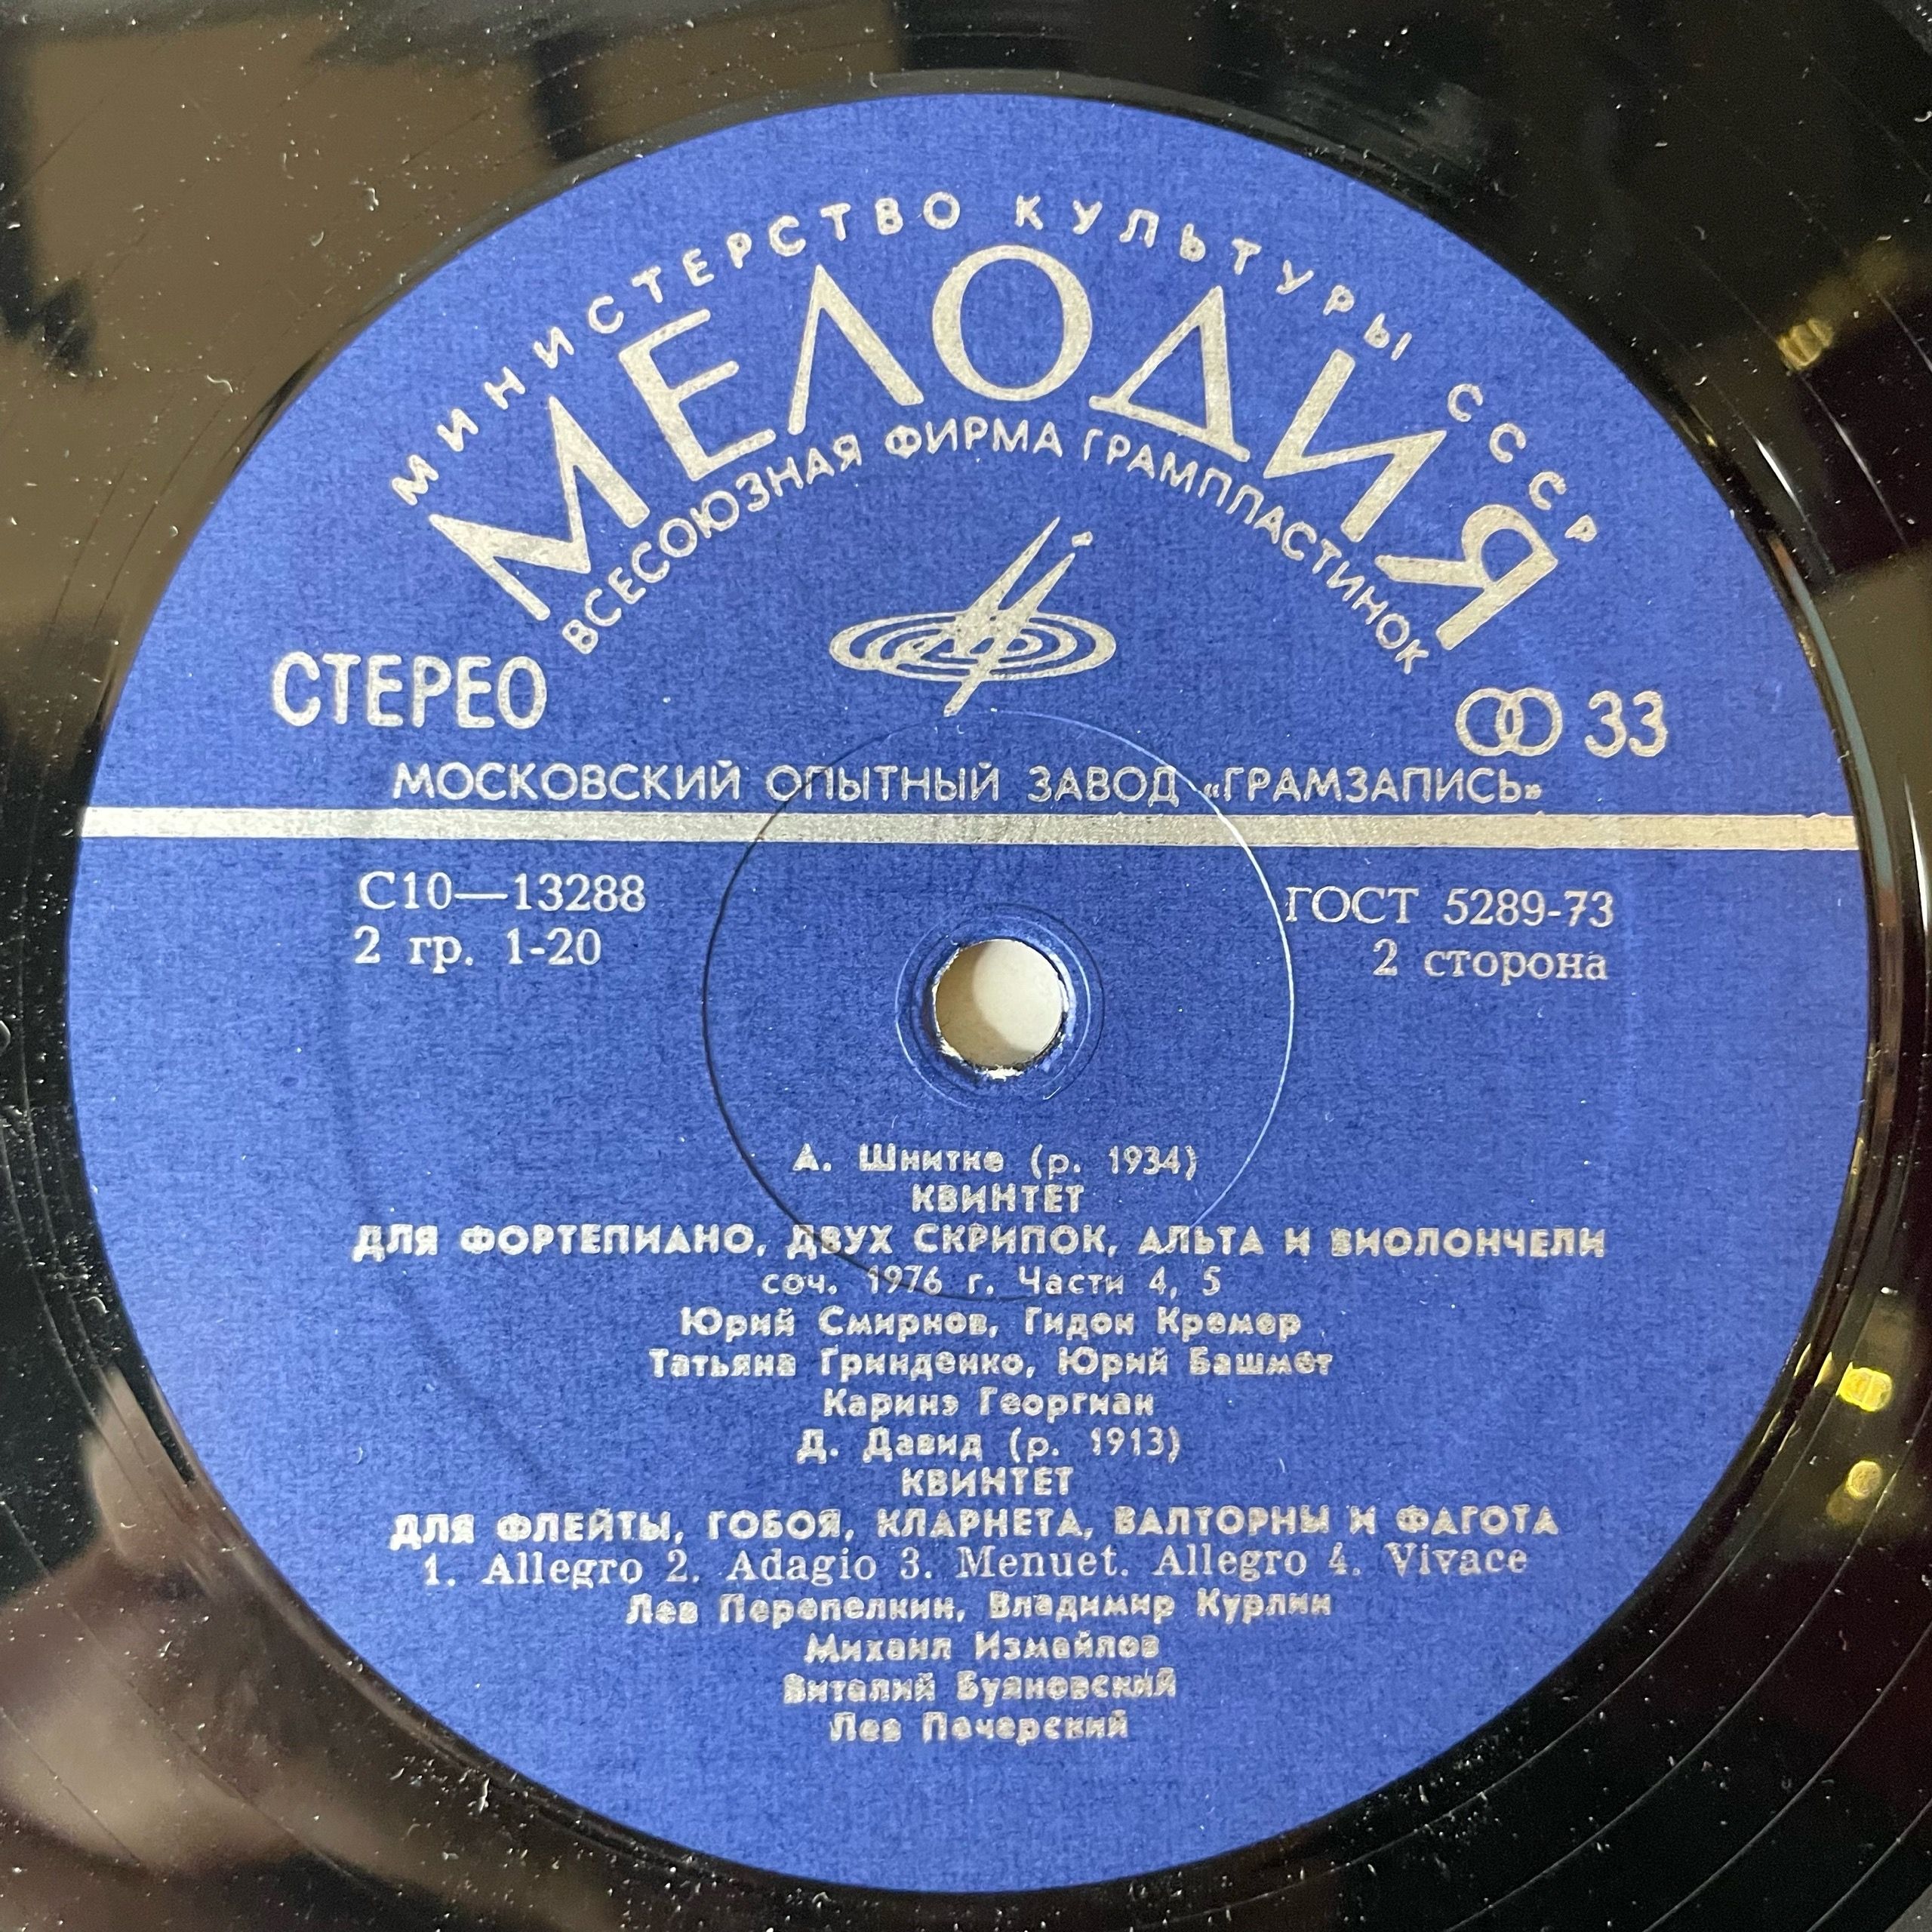 МИНИСТЕРСТВО КУЛЬТУРЫ СССР
МЕЛОДИЯ
ВСЕСОЮЗНАЯ ФИРМА ГРАМПЛАСТИНОК
СТЕРЕО
33
МОСКОВСКИЙ ОПЫТНЫЙ ЗАВОД «ГРАМЗАПИСЬ»
С10—13288
ГОСТ 5289-73
2 гр. 1-20
2 сторона
А. Шнитке (р. 1934)
КВИНТЕТ
ДЛЯ ФОРТЕПИАНО, ДВУХ СКРИПОК, АЛЬТА И ВИОЛОНЧЕЛИ
соч. 1976 г. Части 4, 5
Юрий Смирнов, Гидон Кремер
Татьяна Гринденко, Юрий Башмет
Каринэ Георгиан
Д. Давид (р. 1913)
КВИНТЕТ
ДЛЯ ФЛЕЙТЫ, ГОБОЯ, КЛАРНЕТА, ВАЛТОРНЫ И ФАГОТА
1. Allegro 2. Adagio 3. Menuet. Allegro 4. Vivace
Лев Перепелкин, Владимир Курлин
Михаил Измайлов
Виталий Буяновский
Лев Печерский